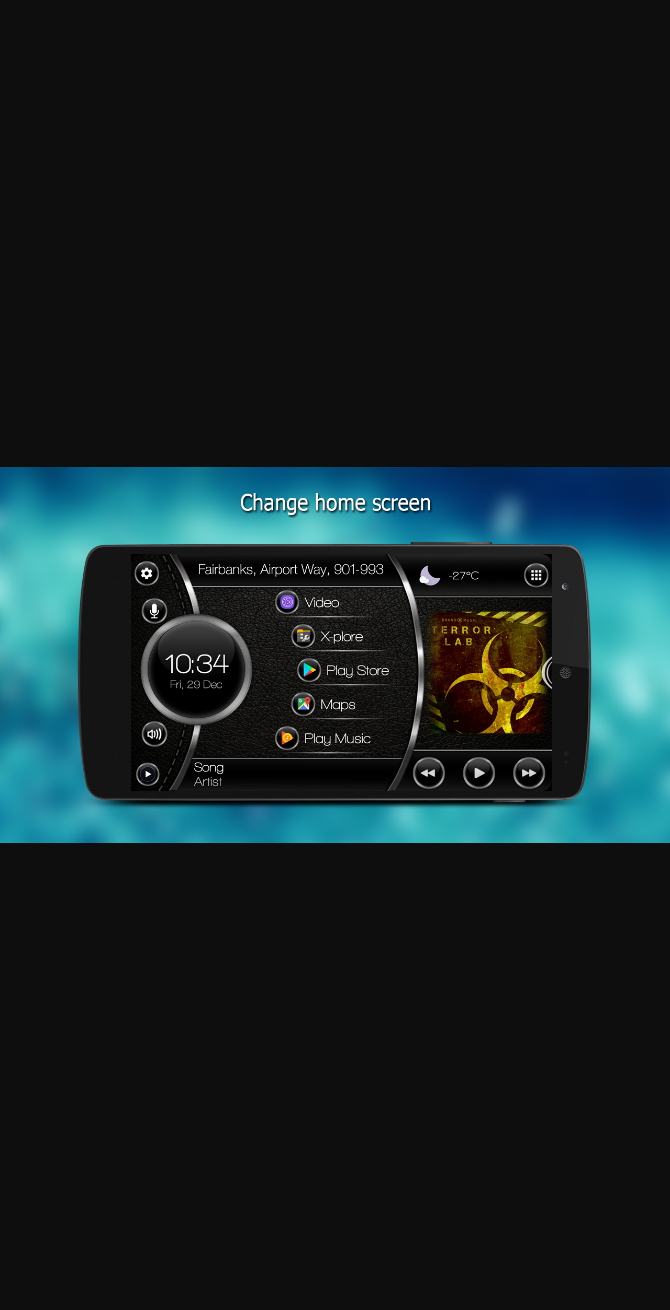 Change home screen
Fairbanks, Airport Way, 901-993
-27°C
Video
X-plore
Play Store
Maps
Play Music
10:34
Fri, 29 Dec
TERROR
LAB
Song
Artist